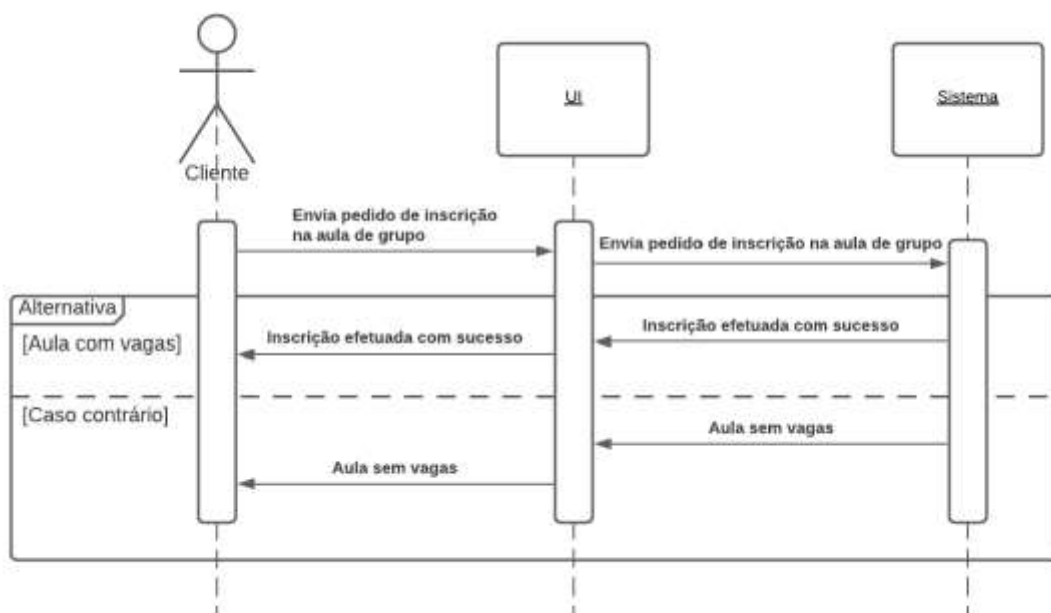 UI
Sistema
Cliente
Envia pedido de inscrição
na aula de grupo
Envia pedido de inscrição na aula de grupo
Alternativa
[Aula com vagas]
Inscrição efetuada com sucesso
Inscrição efetuada com sucesso
[Caso contrário]
Aula sem vagas
Aula sem vagas